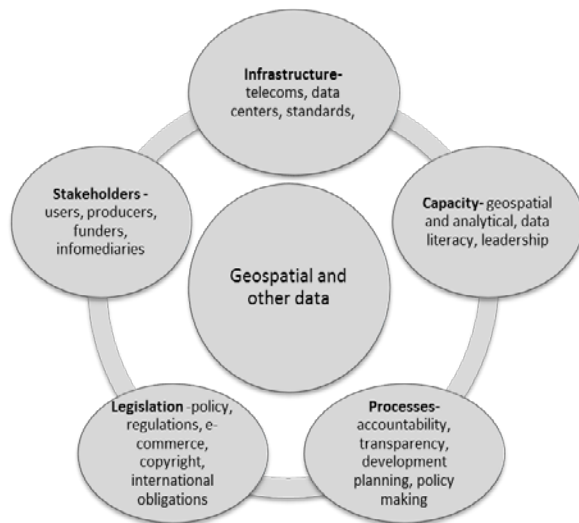 Infrastructure-
telecoms, data
centers, standards,
Capacity- geospatial
and analytical, data
literacy, leadership
Processes-
accountability,
transparency,
development
planning, policy
making
Legislation -policy,
regulations, e-
commerce,
copyright,
international
obligations
Stakeholders -
users, producers,
funders,
infomediaries
Geospatial and
other data